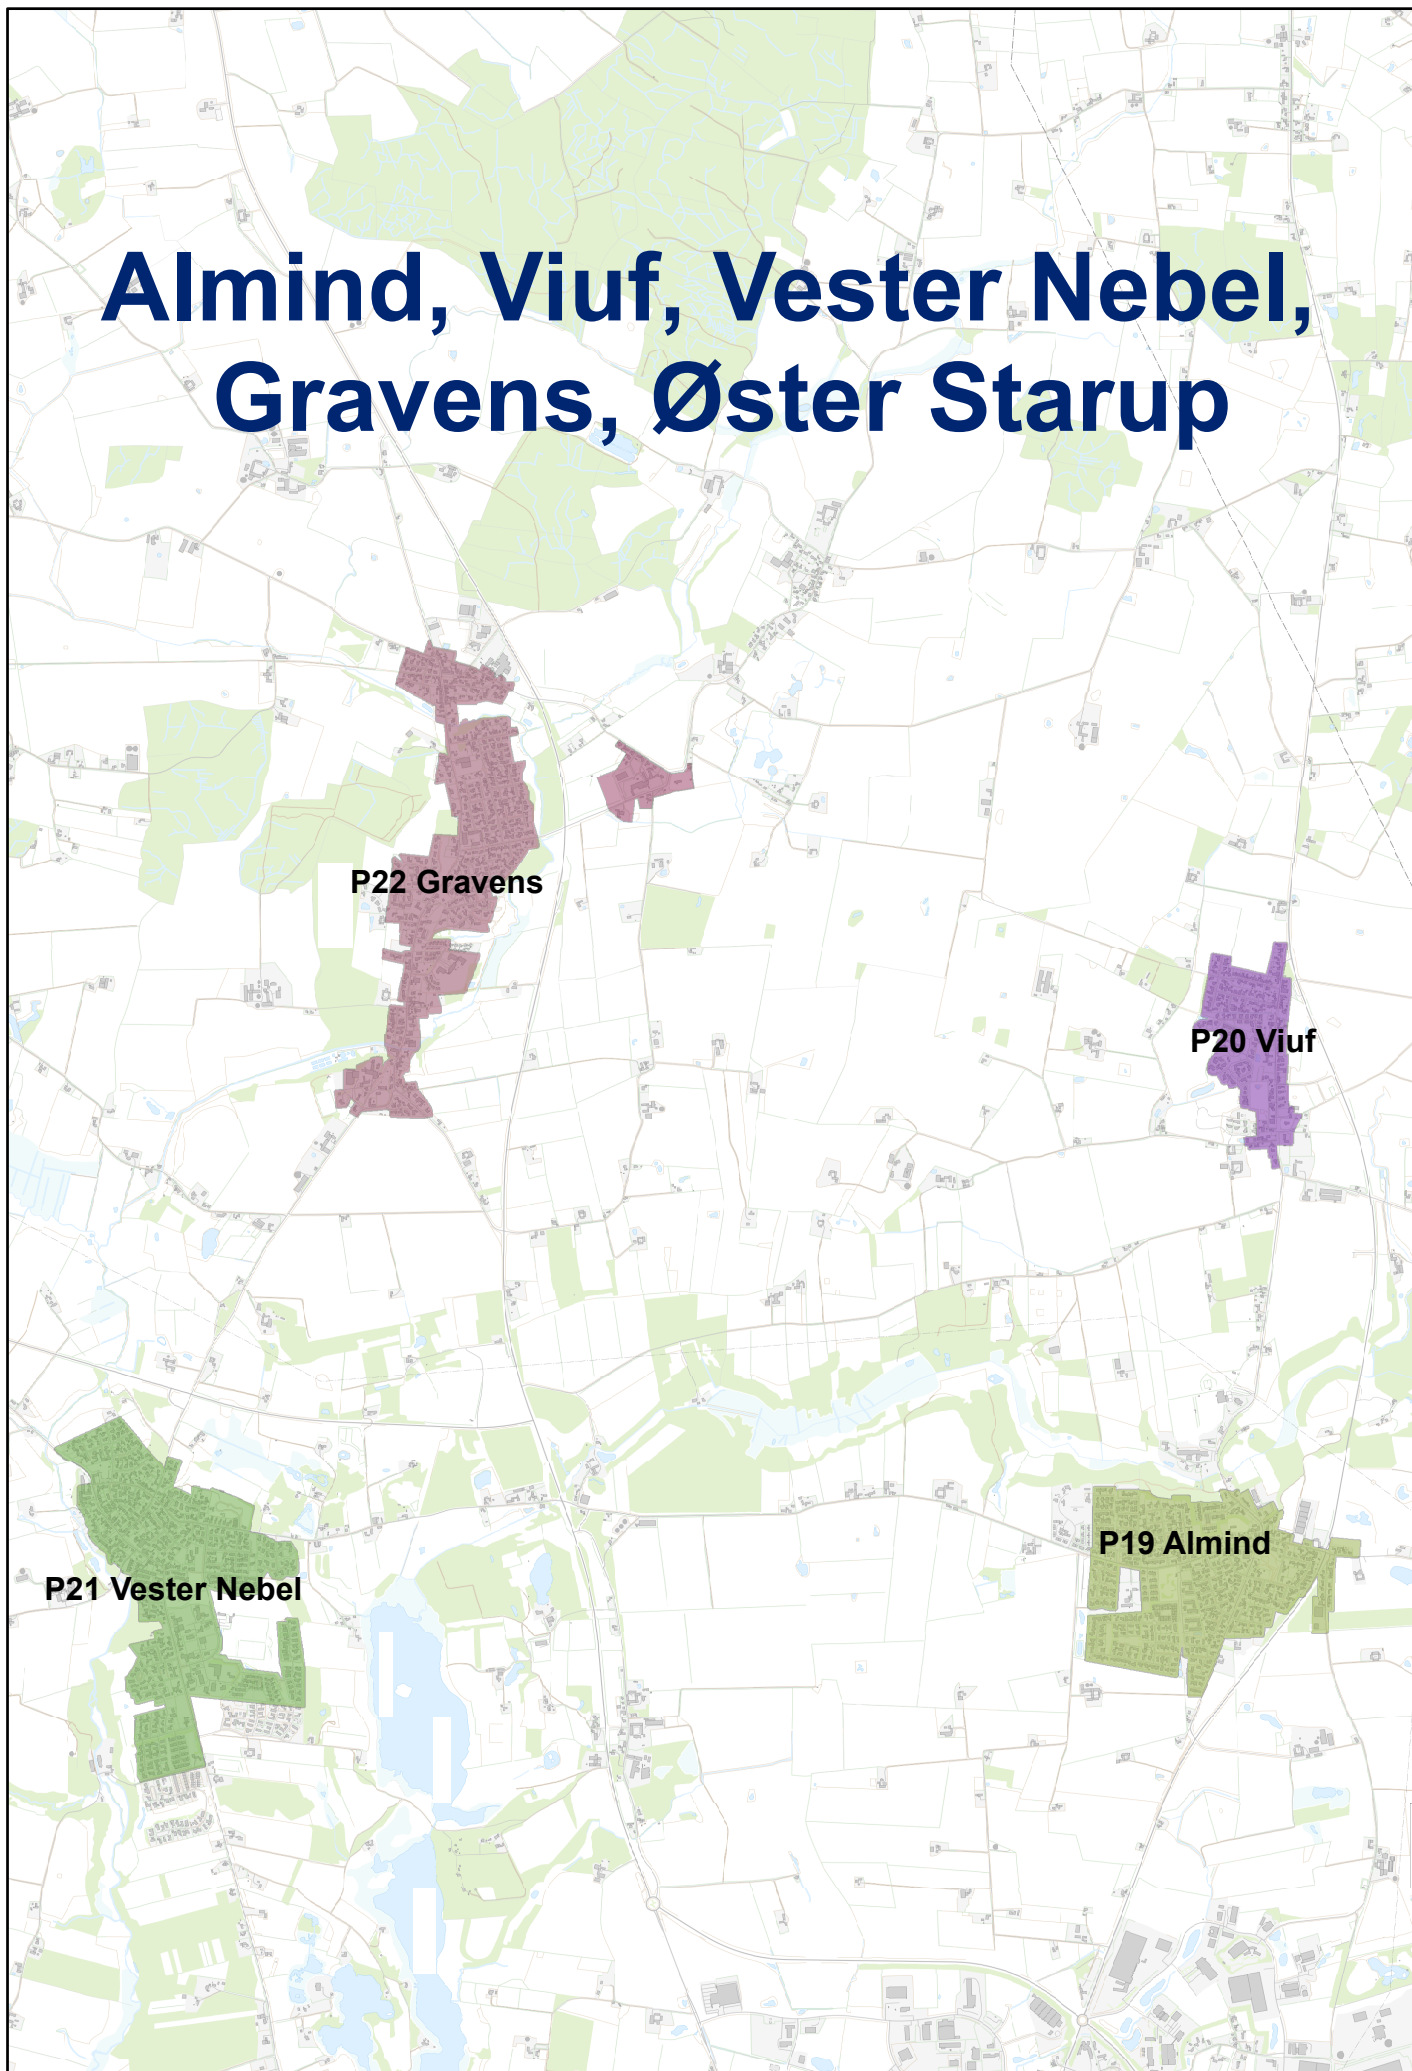 Almind, Viuf, Vester Nebel,
Gravens, Øster Starup
P22 Gravens
P20 Viuf
P19 Almind
P21 Vester Nebel